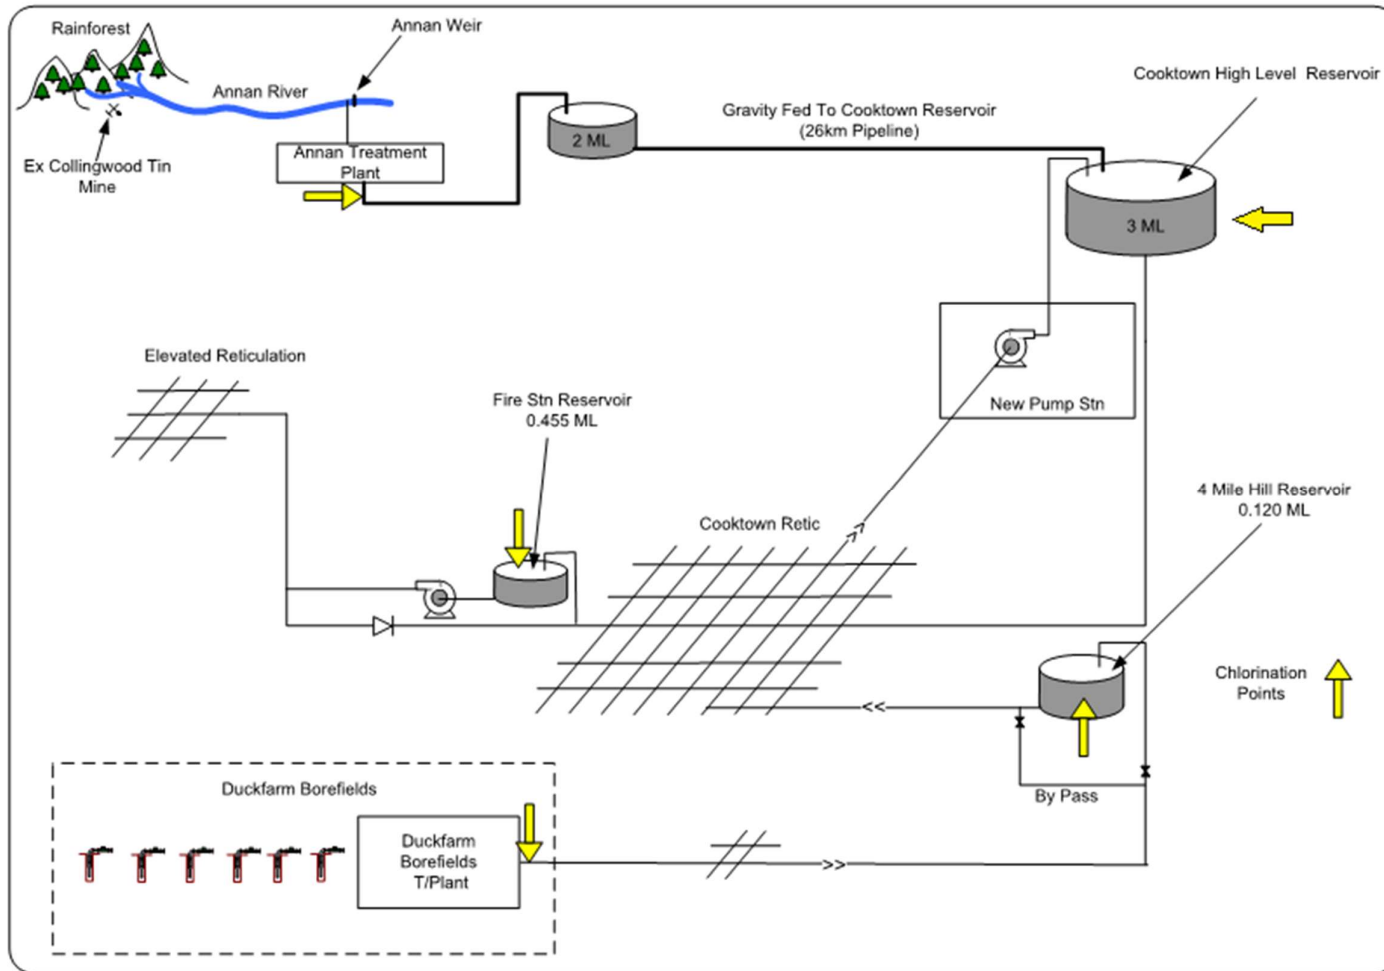 Rainforest
Annan Weir
Annan River
Cooktown High Level Reservoir
Gravity Fed To Cooktown Reservoir
(26km Pipeline)
2 ML
Annan Treatment
Plant
Ex Collingwood Tin
Mine
3 ML
Elevated Reticulation
Fire Stn Reservoir
0.455 ML
New Pump Stn
4 Mile Hill Reservoir
0.120 ML
Cooktown Retic
<<
Chlorination
Points
By Pass
Duckfarm Borefields
Duckfarm
Borefields
T/Plant
>>